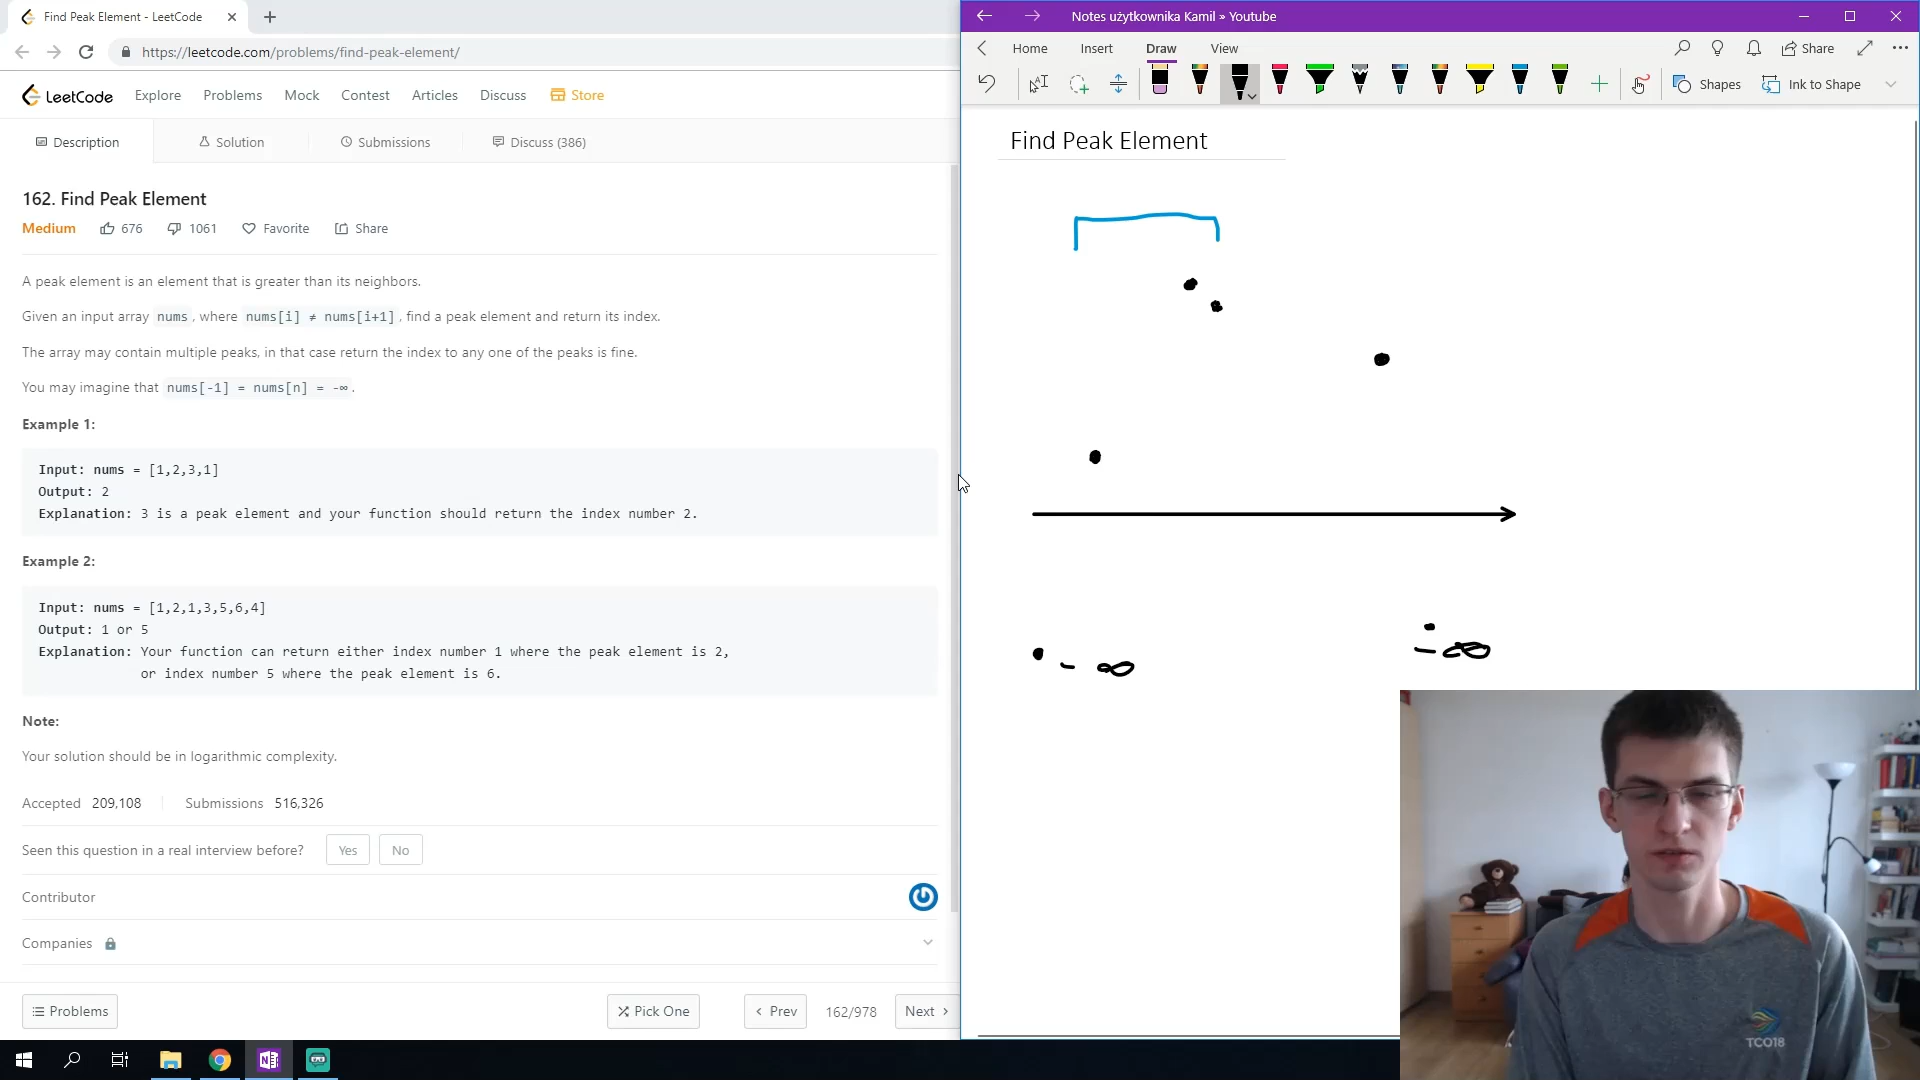 Find Peak Element - LeetCode
https://leetcode.com/problems/find-peak-element/
LeetCode Explore Problems Mock Contest Articles Discuss Store
Description Solution Submissions Discuss (386)
162. Find Peak Element
Medium 676 1061 Favorite Share
A peak element is an element that is greater than its neighbors.
Given an input array nums, where nums[i] ≠ nums[i+1], find a peak element and return its index.
The array may contain multiple peaks, in that case return the index to any one of the peaks is fine.
You may imagine that nums[-1] = nums[n] = -∞.
Example 1:
Input: nums = [1,2,3,1]
Output: 2
Explanation: 3 is a peak element and your function should return the index number 2.
Example 2:
Input: nums = [1,2,1,3,5,6,4]
Output: 1 or 5
Explanation: Your function can return either index number 1 where the peak element is 2,
or index number 5 where the peak element is 6.
Note:
Your solution should be in logarithmic complexity.
Accepted 209,108 Submissions 516,326
Seen this question in a real interview before? Yes No
Contributor
Companies
Problems Pick One Prev 162/978 Next
Notes użytkownika Kamil » Youtube
Home Insert Draw View Share
Shapes Ink to Shape
Find Peak Element
- ∞
- ∞
TCO18